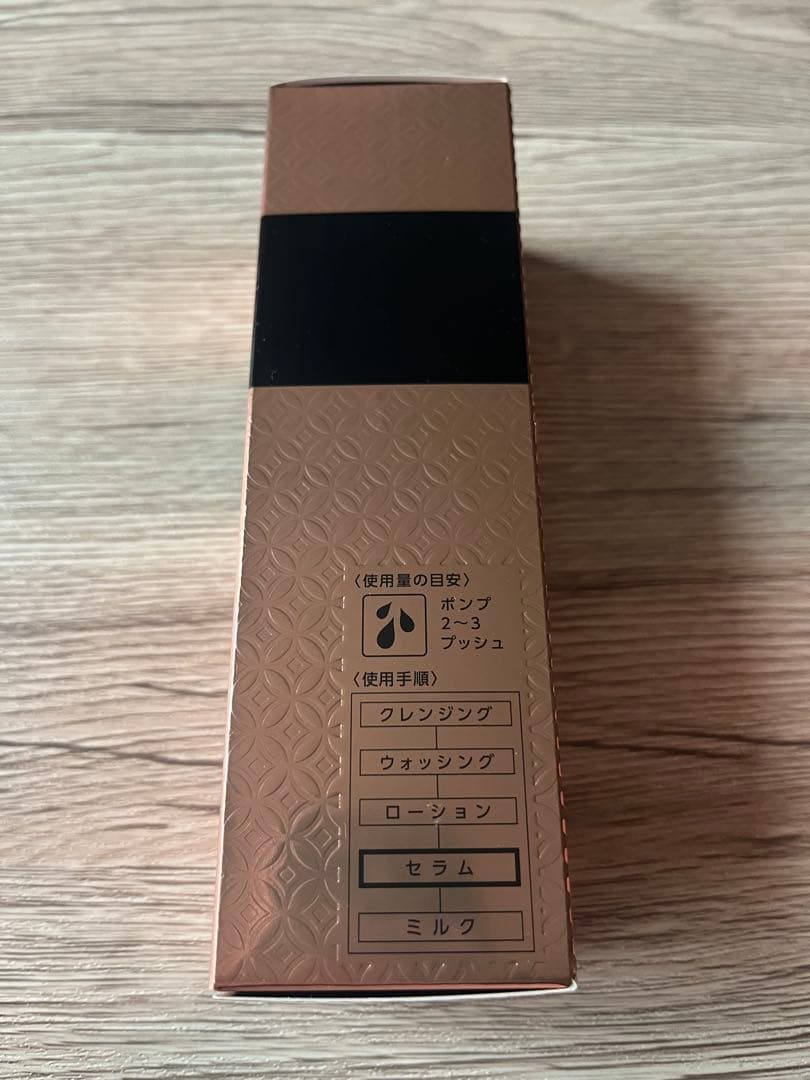 〈使用量の目安〉
ポンプ
2〜3
プッシュ
〈使用手順〉
クレンジング
ウォッシング
ローション
セラム
ミルク